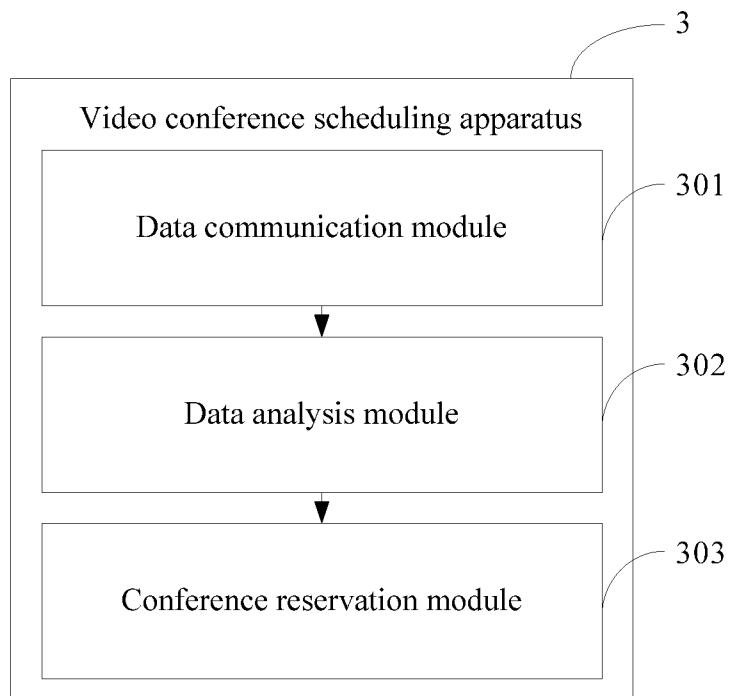 3
Video conference scheduling apparatus
301
Data communication module
302
Data analysis module
303
Conference reservation module